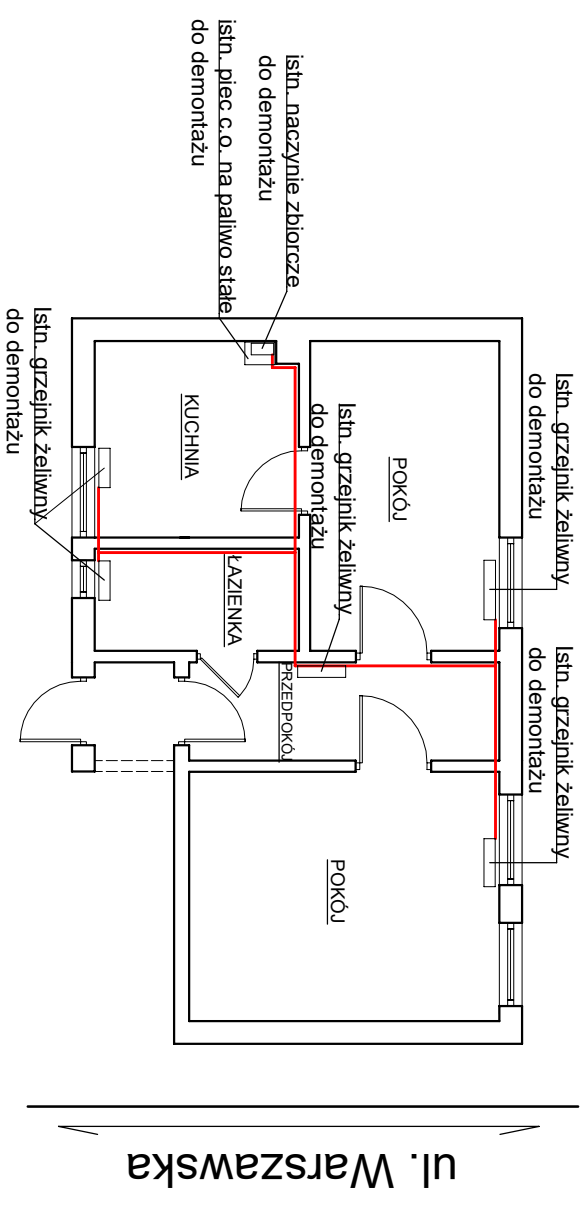 istn. naczynie zbiorcze
do demontażu
istn. piec c.o. na paliwo stałe
do demontażu
Istn. grzejnik żeliwny
do demontażu
Istn. grzejnik żeliwny
do demontażu
Istn. grzejnik żeliwny
do demontażu
Istn. grzejnik żeliwny
do demontażu
POKÓJ
KUCHNIA
ŁAZIENKA
PRZEDPOKÓJ
POKÓJ
ul. Warszawska